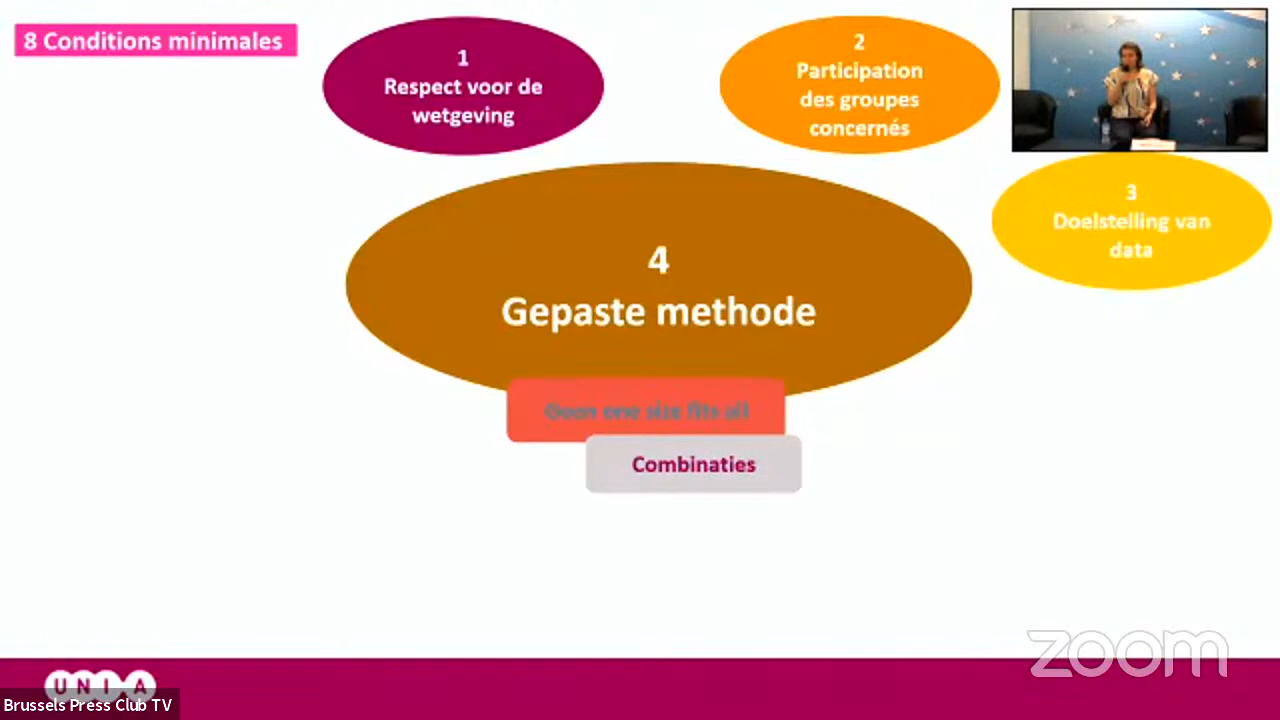 8 Conditions minimales
1
Respect voor de
wetgeving
2
Participation
des groupes
concernés
3
Doelstelling van
data
4
Gepaste methode
Geen one size fits all
Combinaties
zoom
UNIA
Brussels Press Club TV